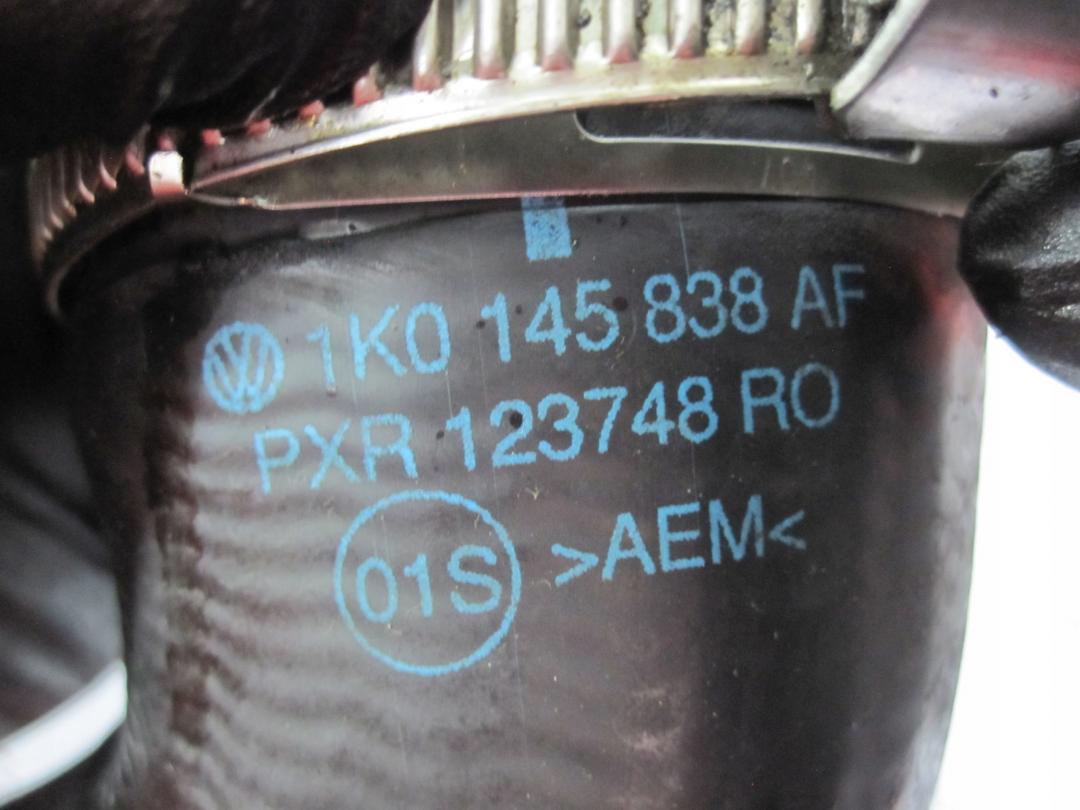 1K0 145 838 AF
PXR 123748 RO
01S >AEM<